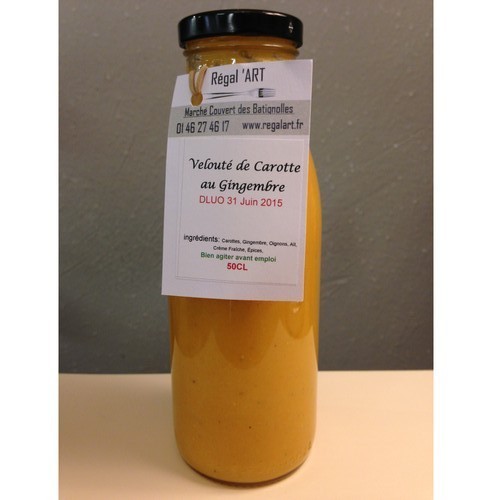 Régal 'ART
Marché Couvert des Batignolles
01 46 27 46 17 www.regalart.fr
Velouté de Carotte
au Gingembre
DLUO 31 Juin 2015
ingrédients: Carottes, Gingembre, Oignons, Ail,
Crème Fraîche, Épices,
Bien agiter avant emploi
50CL